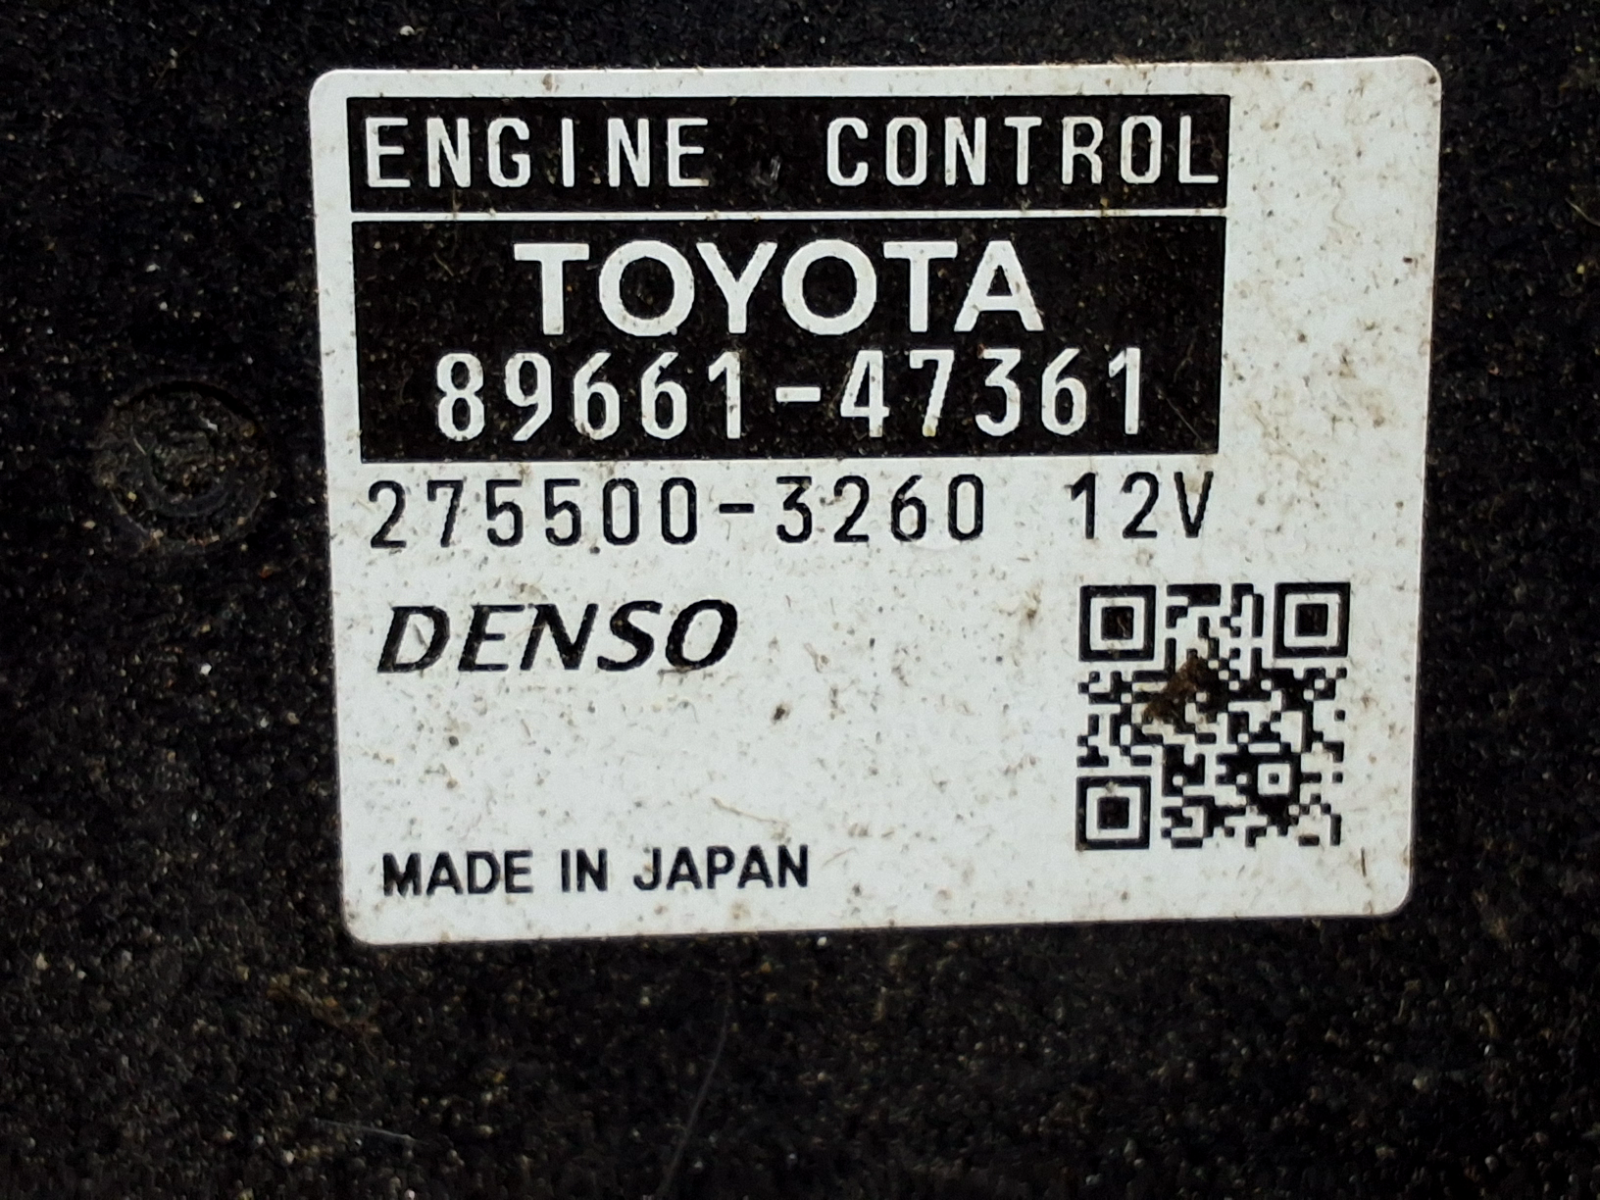 ENGINE CONTROL
TOYOTA
89661-47361
275500-3260 12V
DENSO
MADE IN JAPAN